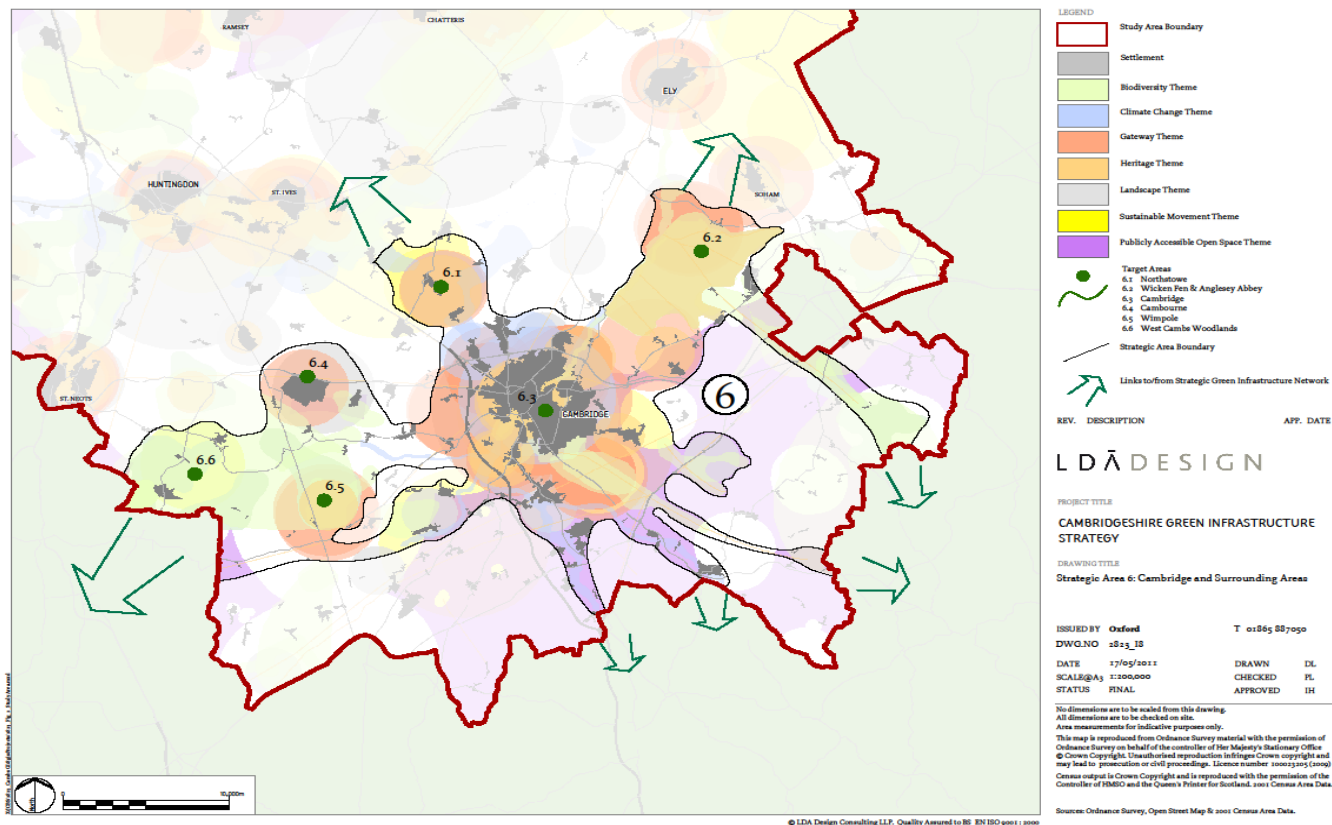 RAMSEY
CHATTERIS
ELY
HUNTINGDON
ST. IVES
SOHAM
6.2
6.1
6.4
ST. NEOTS
6.3
CAMBRIDGE
6
6.6
6.5
North
0
10,000m
© LDA Design Consulting LLP. Quality Assured to BS EN ISO 9001 : 2000
LEGEND
Study Area Boundary
Settlement
Biodiversity Theme
Climate Change Theme
Gateway Theme
Heritage Theme
Landscape Theme
Sustainable Movement Theme
Publicly Accessible Open Space Theme
Target Areas
6.1 Northstowe
6.2 Wicken Fen & Anglesey Abbey
6.3 Cambridge
6.4 Cambourne
6.5 Wimpole
6.6 West Cambs Woodlands
Strategic Area Boundary
Links to/from Strategic Green Infrastructure Network
REV. DESCRIPTION APP. DATE
LDĀDESIGN
PROJECT TITLE
CAMBRIDGESHIRE GREEN INFRASTRUCTURE
STRATEGY
DRAWING TITLE
Strategic Area 6: Cambridge and Surrounding Areas
ISSUED BY Oxford T 01865 887050
DWG.NO 2823_18
DATE 17/05/2011 DRAWN DL
SCALE@A3 1:200,000 CHECKED PL
STATUS FINAL APPROVED IH
No dimensions are to be scaled from this drawing.
All dimensions are to be checked on site.
Area measurements for indicative purposes only.
This map is reproduced from Ordnance Survey material with the permission of
Ordnance Survey on behalf of the controller of Her Majesty's Stationary Office
© Crown Copyright. Unauthorised reproduction infringes Crown copyright and
may lead to prosecution or civil proceedings. Licence number 100023205 (2009)
Census output is Crown Copyright and is reproduced with the permission of the
Controller of HMSO and the Queen's Printer for Scotland. 2001 Census Area Data
Sources: Ordnance Survey, Open Street Map & 2001 Census Area Data.